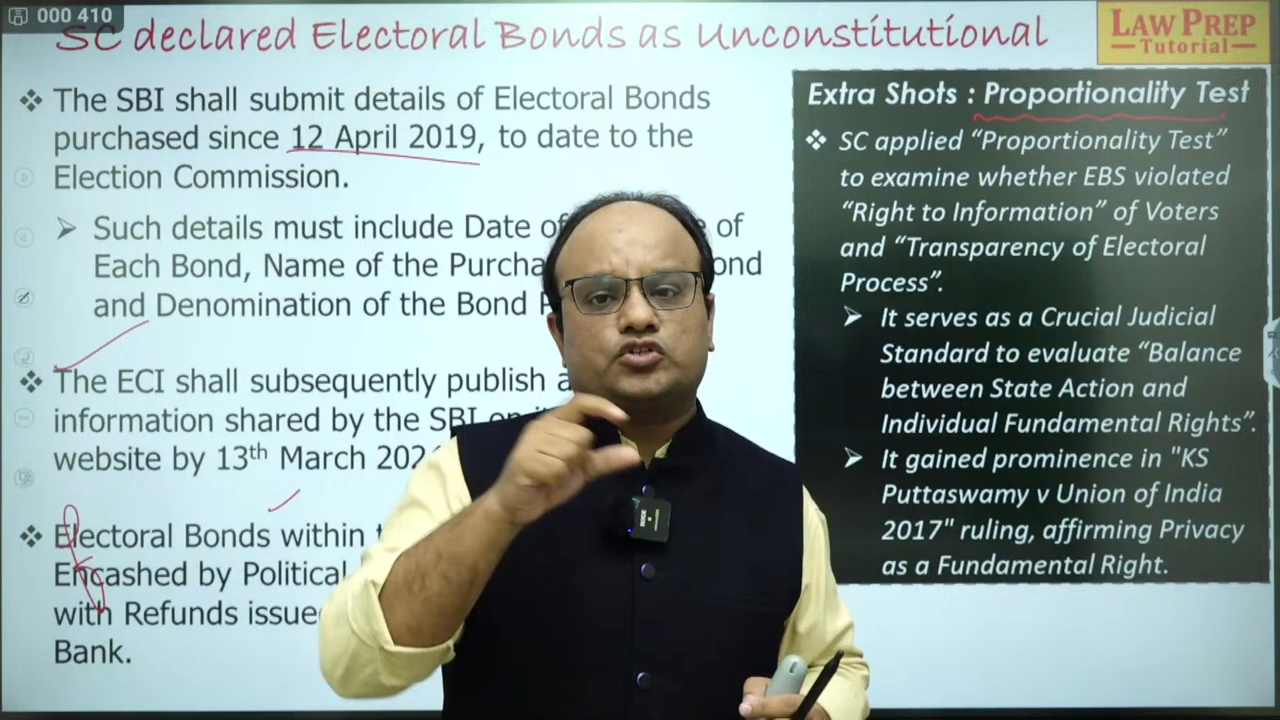 000 410
SC declared Electoral Bonds as Unconstitutional
LAW PREP
Tutorial
❖ The SBI shall submit details of Electoral Bonds
purchased since 12 April 2019, to date to the
Election Commission.
➤ Such details must include Date of
of
Each Bond, Name of the
and Denomination of the Bond
❖ The ECI shall subsequently publish
information shared by the SBI on
website by 13th March
❖ Electoral Bonds within
Encashed by Political
with Refunds
Bank.
Extra Shots : Proportionality Test
❖ SC applied “Proportionality Test”
to examine whether EBS violated
“Right to Information” of Voters
and “Transparency of Electoral
Process”.
➤ It serves as a Crucial Judicial
Standard to evaluate “Balance
between State Action and
Individual Fundamental Rights”.
➤ It gained prominence in "KS
Puttaswamy v Union of India
2017" ruling, affirming Privacy
as a Fundamental Right.